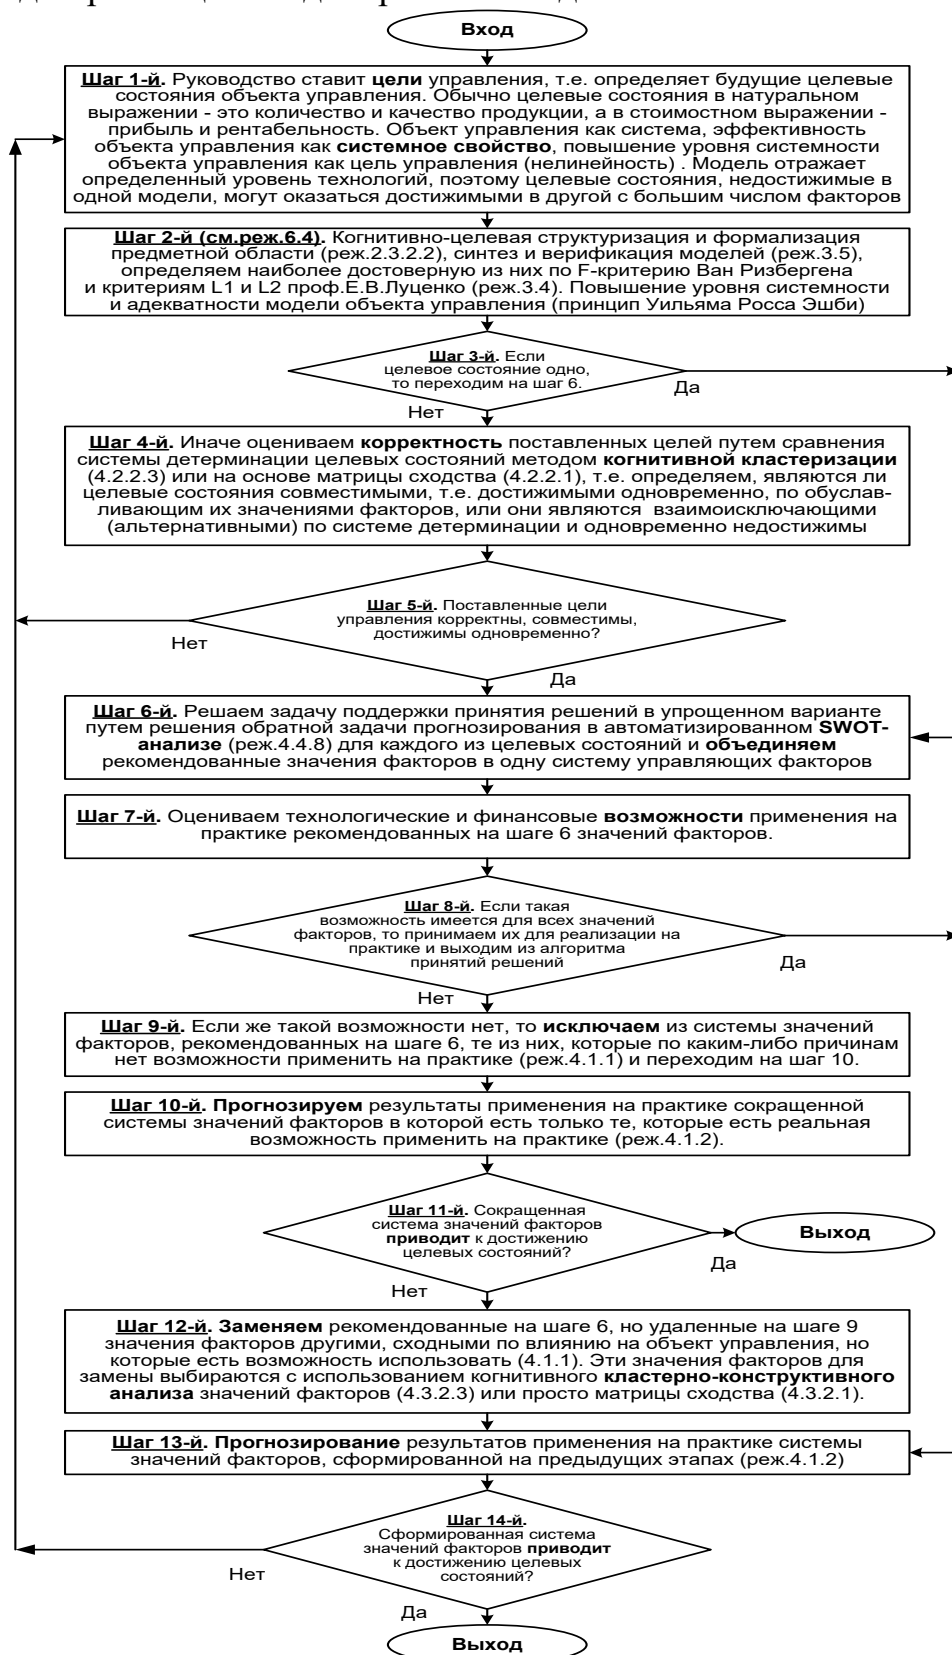 Вход
Шаг 1-й. Руководство ставит цели управления, т.е. определяет будущие целевые
состояния объекта управления. Обычно целевые состояния в натуральном
выражении - это количество и качество продукции, а в стоимостном выражении -
прибыль и рентабельность. Объект управления как система, эффективность
объекта управления как системное свойство, повышение уровня системности
объекта управления как цель управления (нелинейность) . Модель отражает
определенный уровень технологий, поэтому целевые состояния, недостижимые в
одной модели, могут оказаться достижимыми в другой с большим числом факторов
Шаг 2-й (см.реж.6.4). Когнитивно-целевая структуризация и формализация
предметной области (реж.2.3.2.2), синтез и верификация моделей (реж.3.5),
определяем наиболее достоверную из них по F-критерию Ван Ризбергена
и критериям L1 и L2 проф.Е.В.Луценко (реж.3.4). Повышение уровня системности
и адекватности модели объекта управления (принцип Уильяма Росса Эшби)
Шаг 3-й. Если
целевое состояние одно,
то переходим на шаг 6.
Да
Нет
Шаг 4-й. Иначе оцениваем корректность поставленных целей путем сравнения
системы детерминации целевых состояний методом когнитивной кластеризации
(4.2.2.3) или на основе матрицы сходства (4.2.2.1), т.е. определяем, являются ли
целевые состояния совместимыми, т.е. достижимыми одновременно, по обуслав-
ливающим их значениями факторов, или они являются взаимоисключающими
(альтернативными) по системе детерминации и одновременно недостижимы
Шаг 5-й. Поставленные цели
управления корректны, совместимы,
достижимы одновременно?
Нет
Да
Шаг 6-й. Решаем задачу поддержки принятия решений в упрощенном варианте
путем решения обратной задачи прогнозирования в автоматизированном SWOT-
анализе (реж.4.4.8) для каждого из целевых состояний и объединяем
рекомендованные значения факторов в одну систему управляющих факторов
Шаг 7-й. Оцениваем технологические и финансовые возможности применения на
практике рекомендованных на шаге 6 значений факторов.
Шаг 8-й. Если такая
возможность имеется для всех значений
факторов, то принимаем их для реализации на
практике и выходим из алгоритма
принятий решений
Да
Нет
Шаг 9-й. Если же такой возможности нет, то исключаем из системы значений
факторов, рекомендованных на шаге 6, те из них, которые по каким-либо причинам
нет возможности применить на практике (реж.4.1.1) и переходим на шаг 10.
Шаг 10-й. Прогнозируем результаты применения на практике сокращенной
системы значений факторов в которой есть только те, которые есть реальная
возможность применить на практике (реж.4.1.2).
Шаг 11-й. Сокращенная
система значений факторов
приводит к достижению
целевых состояний?
Выход
Да
Нет
Шаг 12-й. Заменяем рекомендованные на шаге 6, но удаленные на шаге 9
значения факторов другими, сходными по влиянию на объект управления, но
которые есть возможность использовать (4.1.1). Эти значения факторов для
замены выбираются с использованием когнитивного кластерно-конструктивного
анализа значений факторов (4.3.2.3) или просто матрицы сходства (4.3.2.1).
Шаг 13-й. Прогнозирование результатов применения на практике системы
значений факторов, сформированной на предыдущих этапах (реж.4.1.2)
Шаг 14-й.
Сформированная система
значений факторов приводит
к достижению целевых
состояний?
Нет
Да
Выход